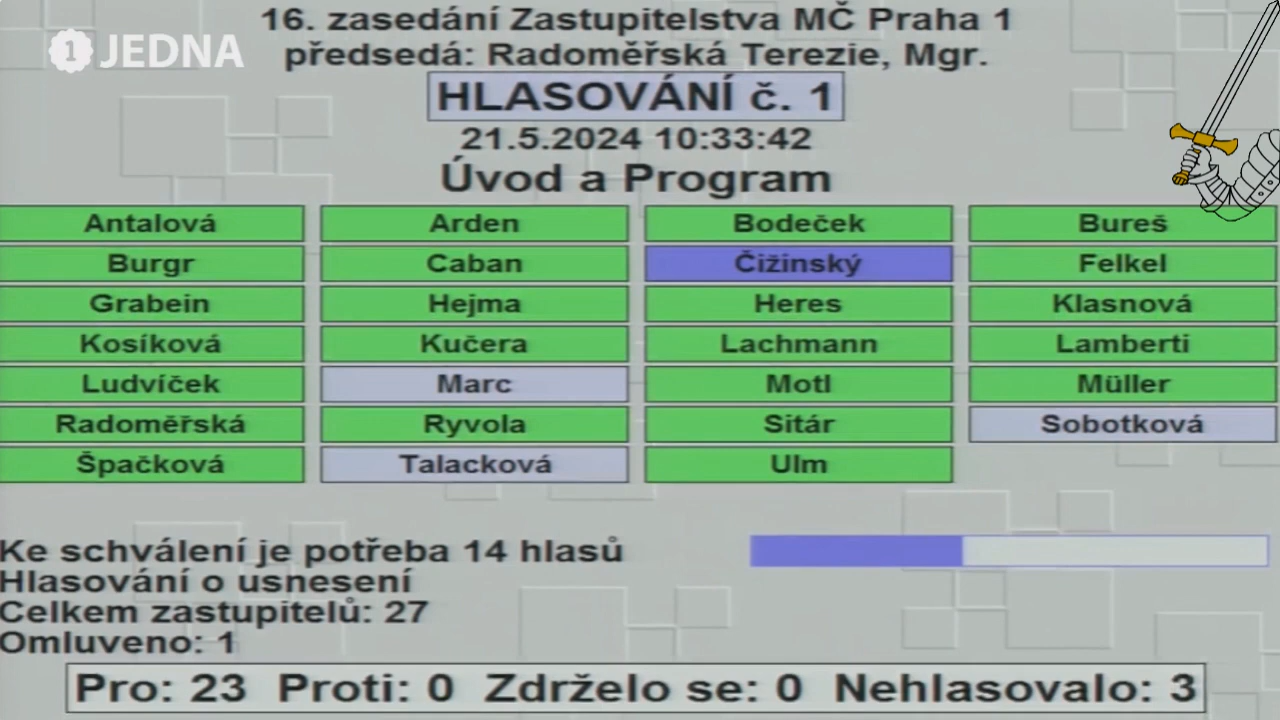 16. zasedání Zastupitelstva MČ Praha 1
1 JEDNA
předsedá: Radoměřská Terezie, Mgr.
HLASOVÁNÍ č. 1
21.5.2024 10:33:42
Úvod a Program
Antalová Arden Bodeček Bureš
Burgr Caban Čižinský Felkel
Grabein Hejma Heres Klasnová
Kosíková Kučera Lachmann Lamberti
Ludvíček Marc Motl Müller
Radoměřská Ryvola Sitár Sobotková
Špačková Talacková Ulm
Ke schválení je potřeba 14 hlasů
Hlasování o usnesení
Celkem zastupitelů: 27
Omluveno: 1
Pro: 23 Proti: 0 Zdrželo se: 0 Nehlasovalo: 3